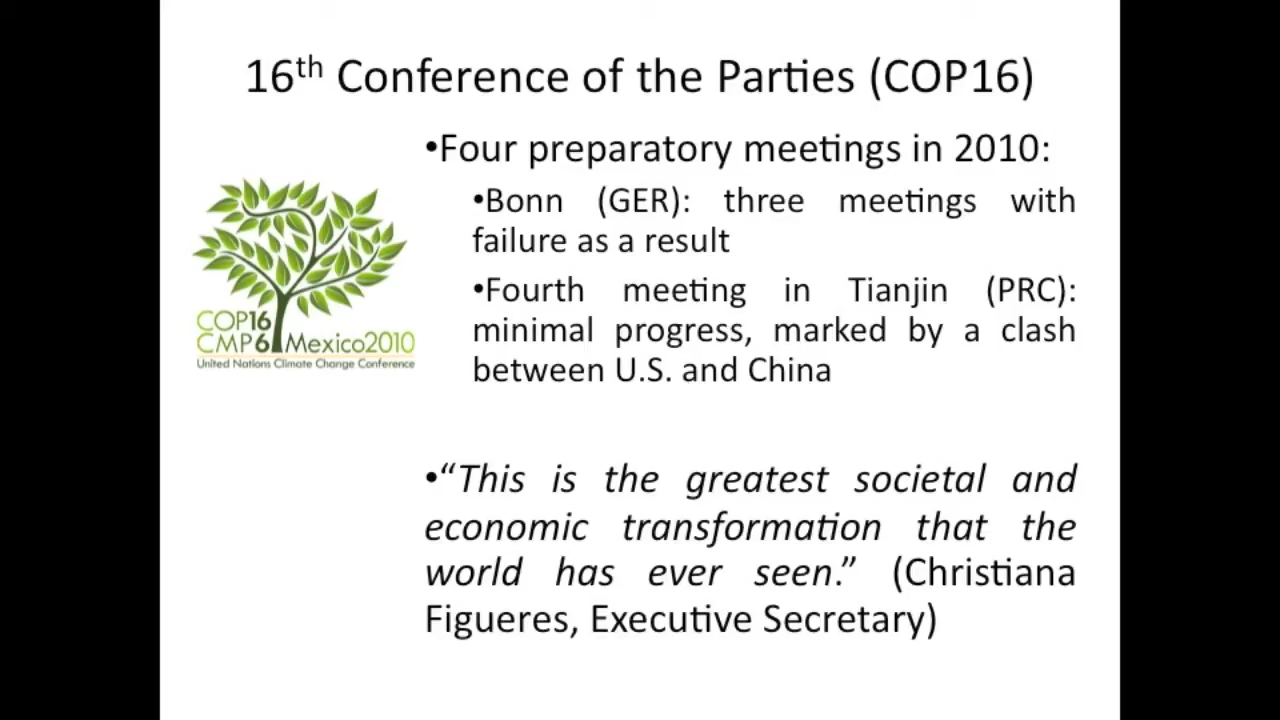 16th Conference of the Parties (COP16)
•Four preparatory meetings in 2010:
•Bonn (GER): three meetings with
failure as a result
•Fourth meeting in Tianjin (PRC):
minimal progress, marked by a clash
between U.S. and China
COP16
CMP6 Mexico2010
United Nations Climate Change Conference
•“This is the greatest societal and
economic transformation that the
world has ever seen.” (Christiana
Figueres, Executive Secretary)